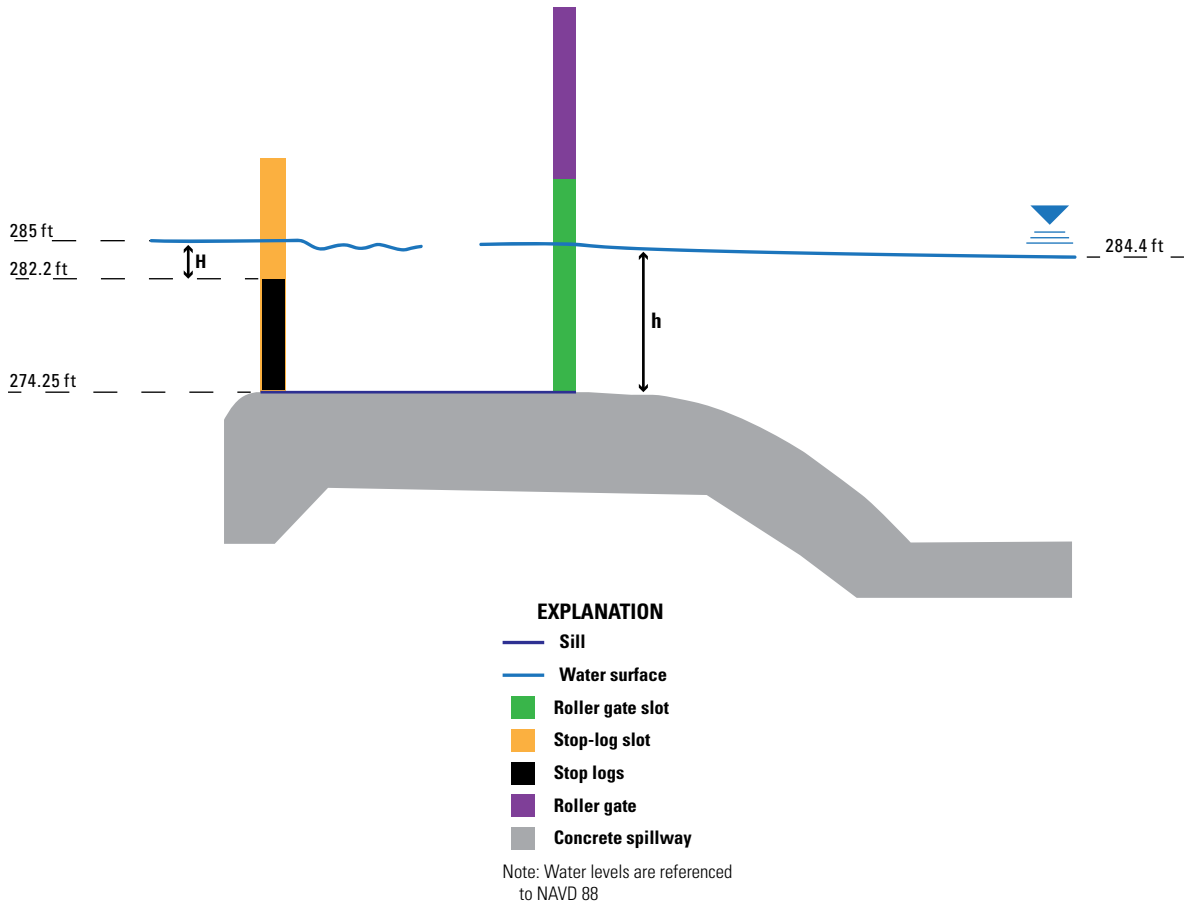 285 ft
H
282.2 ft
284.4 ft
h
274.25 ft
EXPLANATION
Sill
Water surface
Roller gate slot
Stop-log slot
Stop logs
Roller gate
Concrete spillway
Note: Water levels are referenced
to NAVD 88